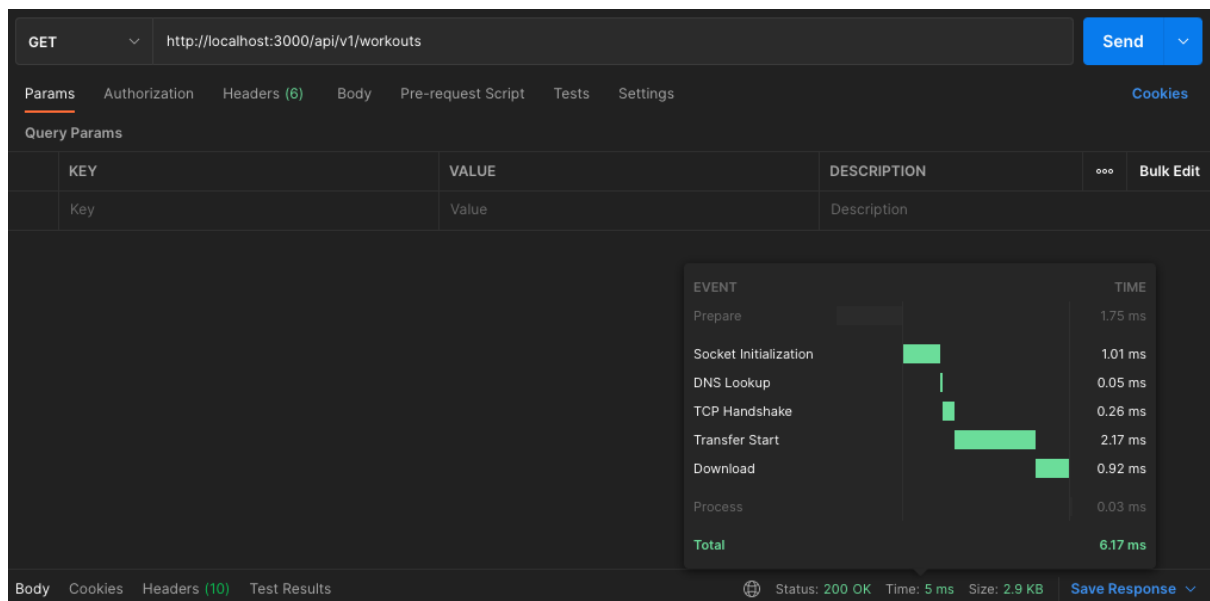 GET http://localhost:3000/api/v1/workouts Send
Params Authorization Headers (6) Body Pre-request Script Tests Settings Cookies
Query Params
KEY VALUE DESCRIPTION ooo Bulk Edit
Key Value Description
EVENT TIME
Prepare 1.75 ms
Socket Initialization 1.01 ms
DNS Lookup 0.05 ms
TCP Handshake 0.26 ms
Transfer Start 2.17 ms
Download 0.92 ms
Process 0.03 ms
Total 6.17 ms
Body Cookies Headers (10) Test Results Status: 200 OK Time: 5 ms Size: 2.9 KB Save Response